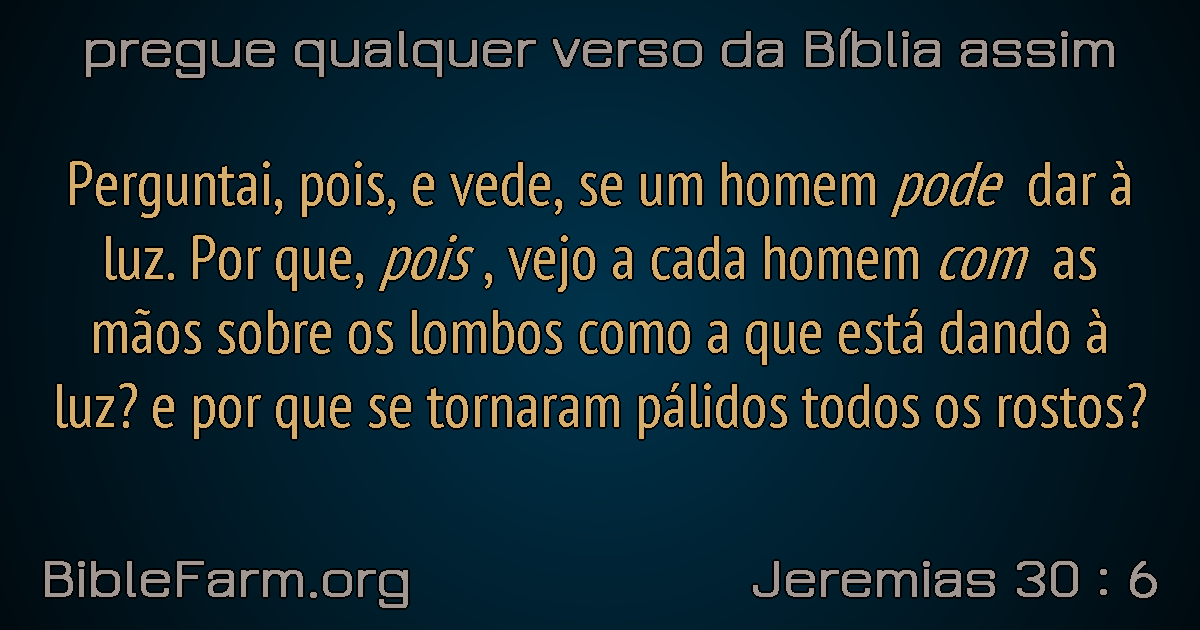 pregue qualquer verso da Bíblia assim
Perguntai, pois, e vede, se um homem pode dar à
luz. Por que, pois , vejo a cada homem com as
mãos sobre os lombos como a que está dando à
luz? e por que se tornaram pálidos todos os rostos?
BibleFarm.org
Jeremias 30 : 6